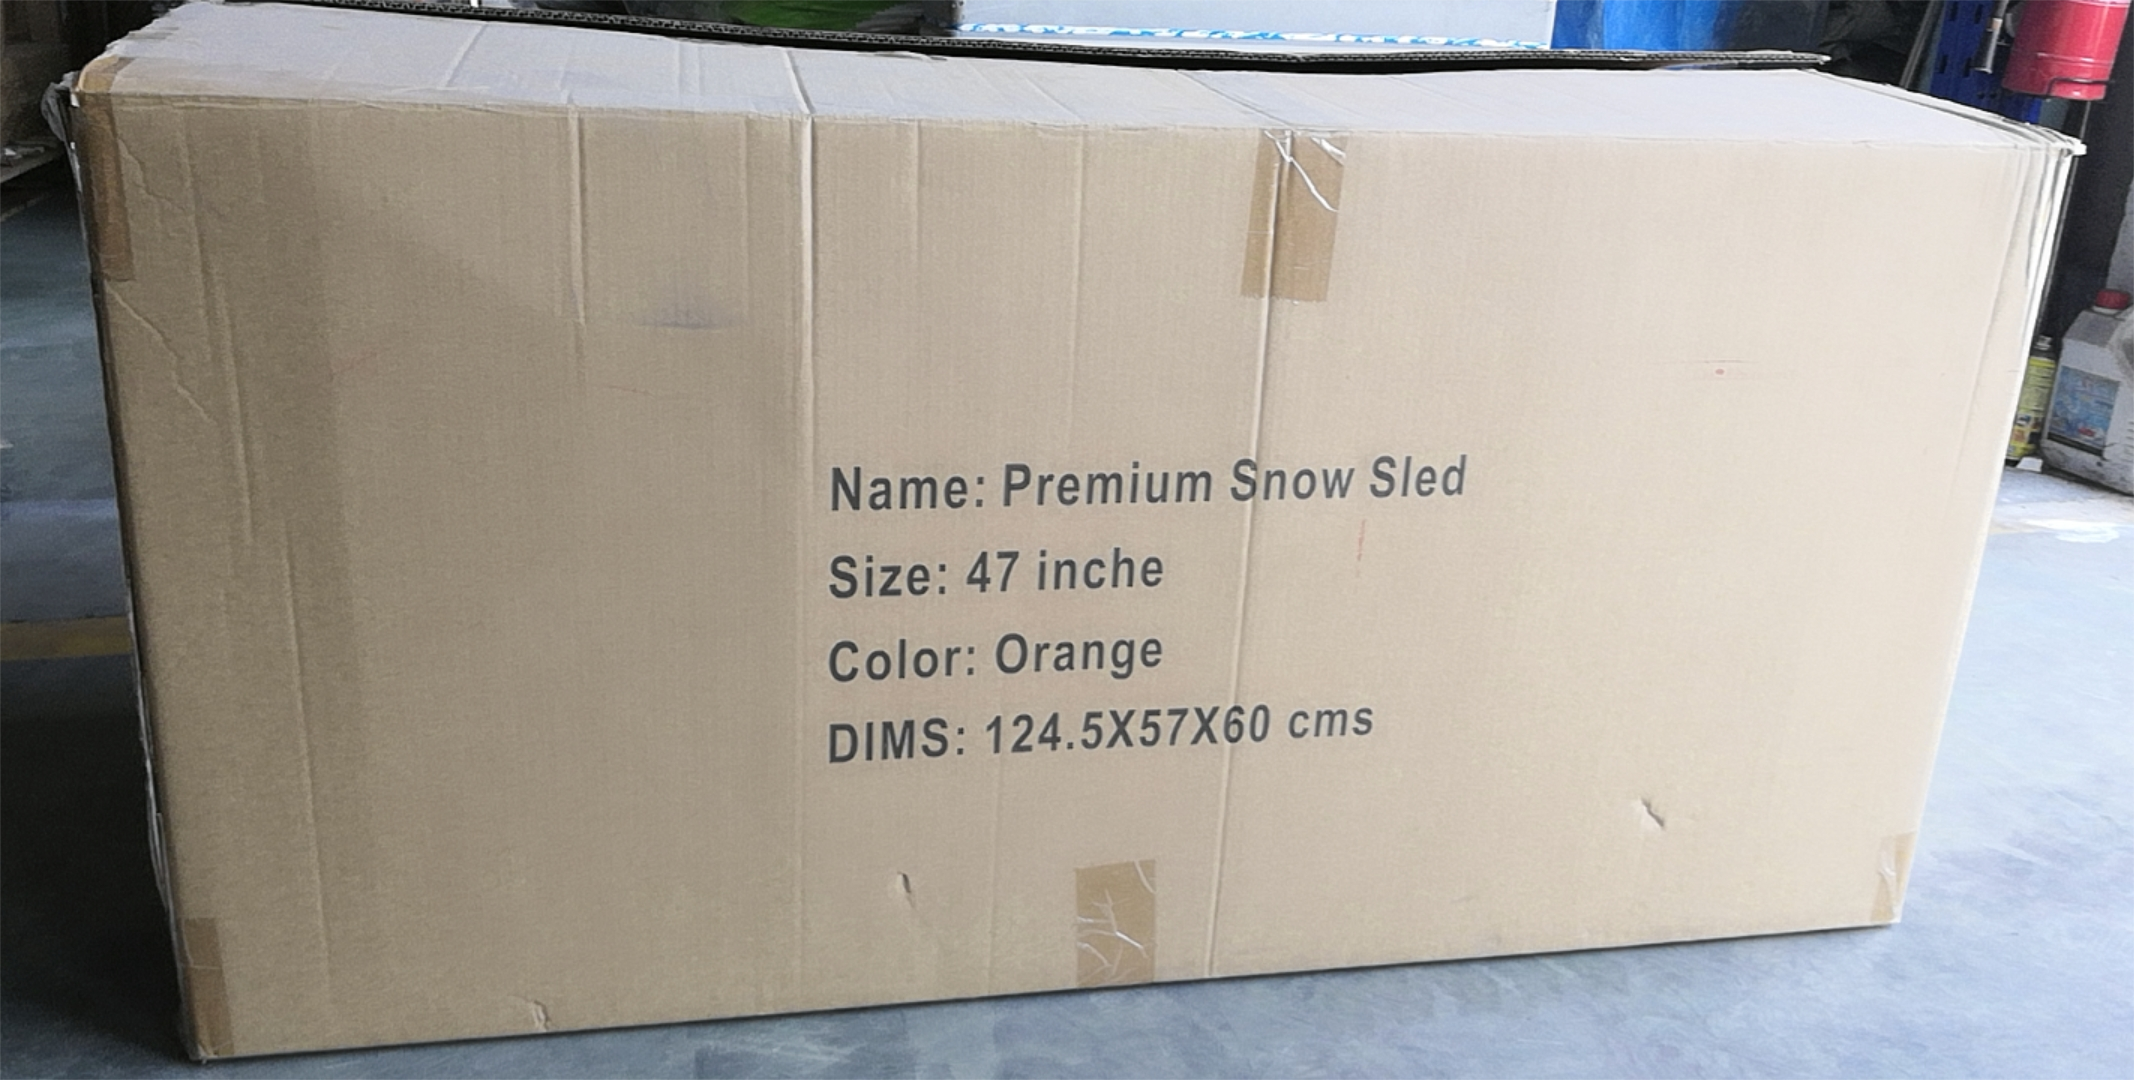 Name: Premium Snow Sled
Size: 47 inche
Color: Orange
DIMS: 124.5X57X60 cms